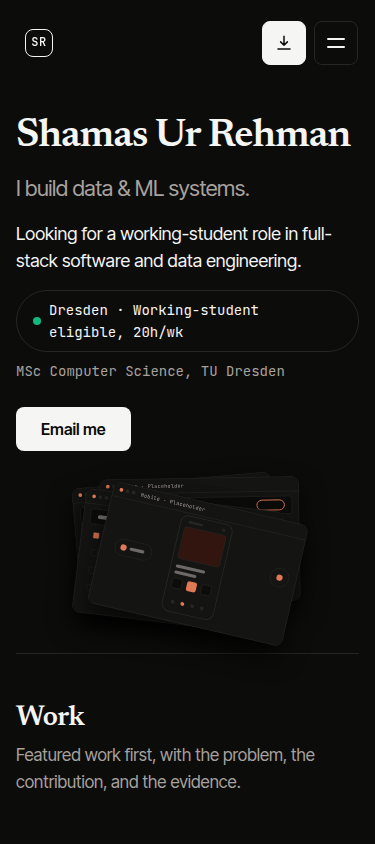 SR
Shamas Ur Rehman
I build data & ML systems.
Looking for a working-student role in full-
stack software and data engineering.
Dresden · Working-student
eligible, 20h/wk
MSc Computer Science, TU Dresden
Email me
· Placeholder
Mobile · Placeholder
Work
Featured work first, with the problem, the
contribution, and the evidence.